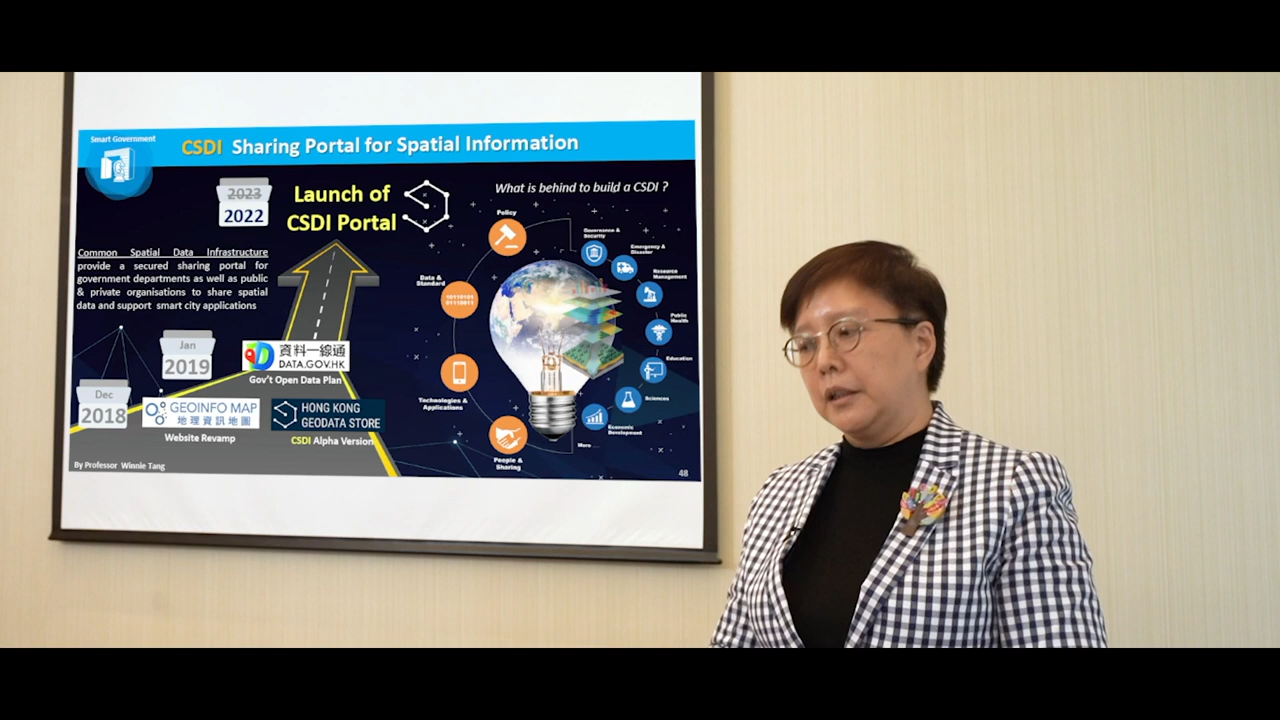 Smart Government
CSDI Sharing Portal for Spatial Information
2023
2022
Launch of
CSDI Portal
What is behind to build a CSDI ?
Common Spatial Data Infrastructure
provide a secured sharing portal for
government departments as well as public
& private organisations to share spatial
data and support smart city applications
Jan
2019
Dec
2018
資料一線通
DATA.GOV.HK
Gov't Open Data Plan
GEOINFO MAP
地理資訊地圖
Website Revamp
HONG KONG
GEODATA STORE
CSDI Alpha Version
Policy
Data &
Standard
10110101
01110011
Technologies &
Applications
People &
Sharing
Governance &
Security
Emergency &
Disaster
Resource
Management
Public
Health
Education
Sciences
Economic
Development
More...
By Professor Winnie Tang
48